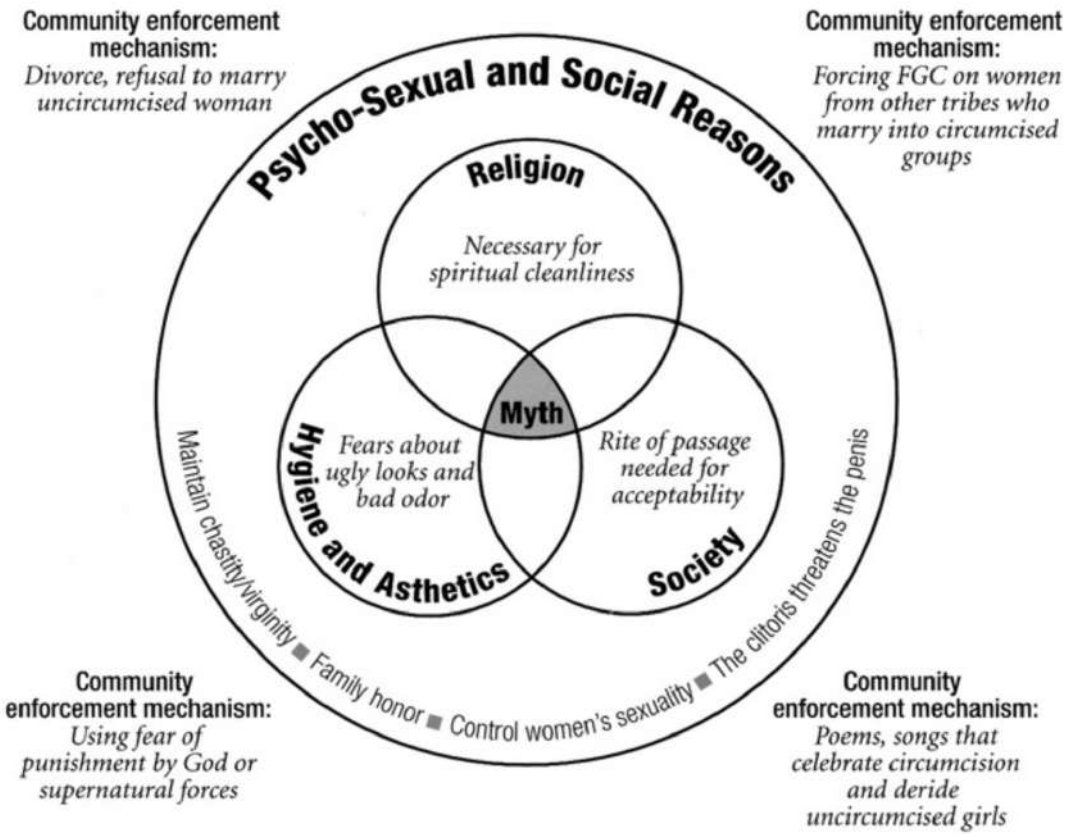 Community enforcement
mechanism:
Divorce, refusal to marry
uncircumcised woman
Community enforcement
mechanism:
Forcing FGC on women
from other tribes who
marry into circumcised
groups
Psycho-Sexual and Social Reasons
Religion
Necessary for
spiritual cleanliness
Myth
Hygiene and Asthetics
Fears about
ugly looks and
bad odor
Rite of passage
needed for
acceptability
Society
Maintain chastity/virginity ■ Family honor ■ Control women's sexuality ■ The clitoris threatens the penis
Community
enforcement mechanism:
Using fear of
punishment by God or
supernatural forces
Community
enforcement mechanism:
Poems, songs that
celebrate circumcision
and deride
uncircumcised girls